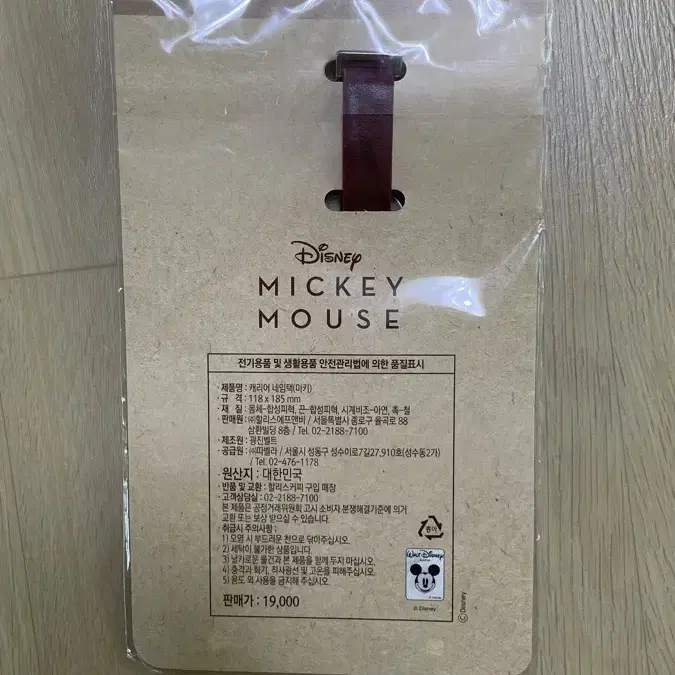 Disney
MICKEY
MOUSE
전기용품 및 생활용품 안전관리법에 의한 품질표시
· 제품명 : 캐리어 네임택(미키)
· 규 격 : 118 x 185 mm
· 재 질 : 몸체-합성피혁, 끈-합성피혁, 시계비조-아연, 촉-철
· 판매원 : ㈜할리스에프앤비 / 서울특별시 종로구 율곡로 88
삼환빌딩 8층 / Tel. 02-2188-7100
· 제조원 : 광진벨트
· 공급원 : ㈜따벨라 / 서울시 성동구 성수이로7길27,910호(성수동2가)
/ Tel. 02-476-1178
원산지 : 대한민국
· 반품 및 교환 : 할리스커피 구입 매장
· 고객상담실 : 02-2188-7100
본 제품은 공정거래위원회 고시 소비자 분쟁해결기준에 의거
교환 또는 보상 받으실 수 있습니다.
· 취급시 주의사항 :
1) 오염 시 부드러운 천으로 닦아주십시오.
2) 세탁이 불가한 상품입니다.
3) 날카로운 물건과 본 제품을 함께 두지 마십시오.
4) 충격과 화기, 직사광선 및 고온을 피해주십시오.
5) 용도 외 사용을 금지해 주십시오.
판매가 : 19,000
종이
Walt Disney
© Disney
© Disney